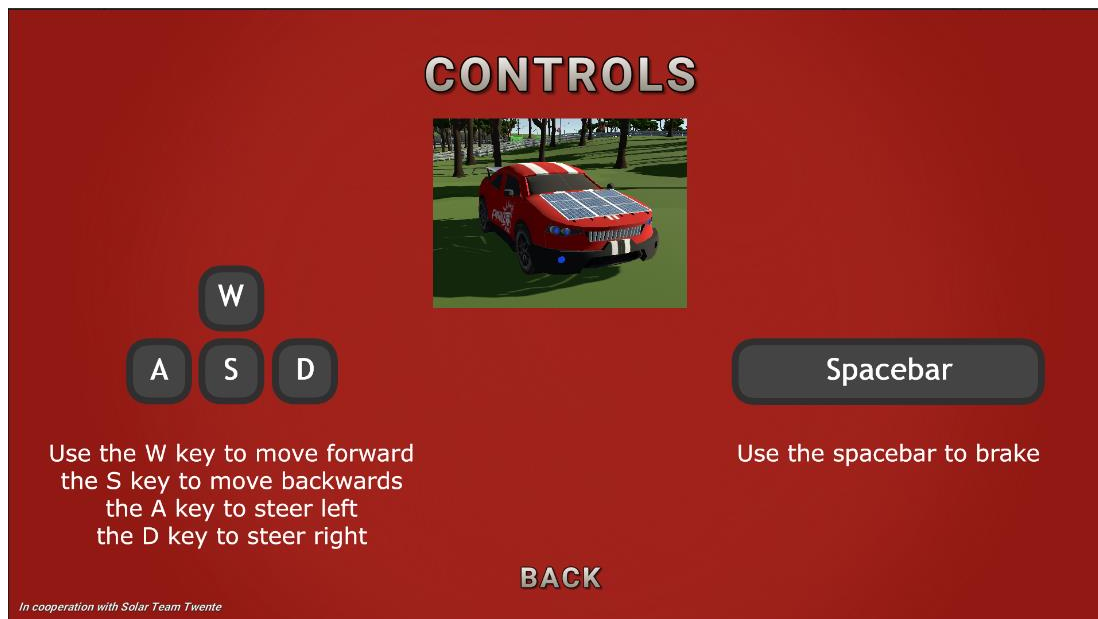 CONTROLS
W
A S D
Spacebar
Use the W key to move forward
the S key to move backwards
the A key to steer left
the D key to steer right
Use the spacebar to brake
BACK
In cooperation with Solar Team Twente